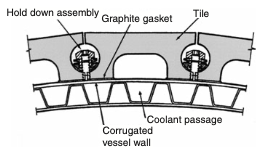 Hold down assembly
Graphite gasket
Tile
Coolant passage
Corrugated
vessel wall